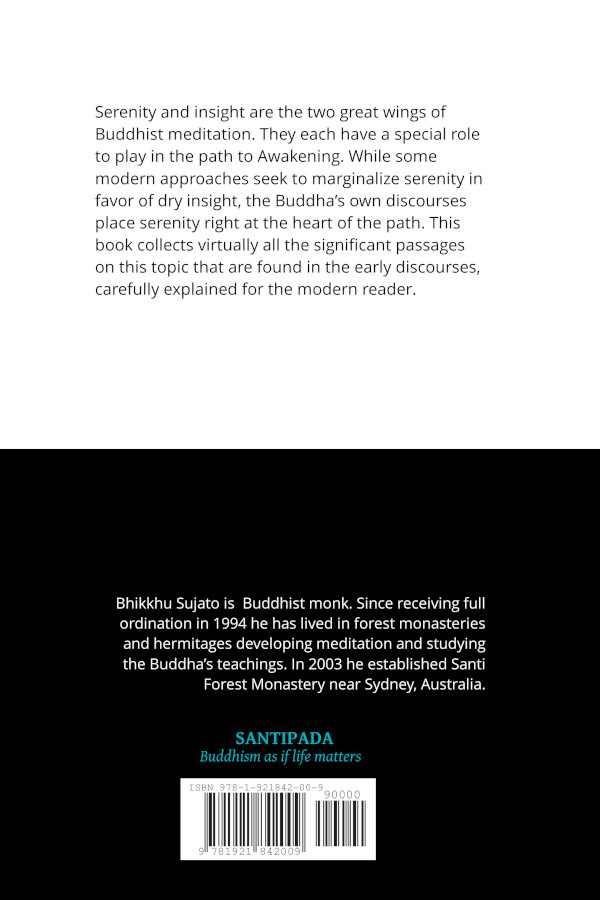 Serenity and insight are the two great wings of
Buddhist meditation. They each have a special role
to play in the path to Awakening. While some
modern approaches seek to marginalize serenity in
favor of dry insight, the Buddha’s own discourses
place serenity right at the heart of the path. This
book collects virtually all the significant passages
on this topic that are found in the early discourses,
carefully explained for the modern reader.
Bhikkhu Sujato is  Buddhist monk. Since receiving full
ordination in 1994 he has lived in forest monasteries
and hermitages developing meditation and studying
the Buddha’s teachings. In 2003 he established Santi
Forest Monastery near Sydney, Australia.
SANTIPADA
Buddhism as if life matters
ISBN 978-1-921842-00-9
90000
9 781921 842009